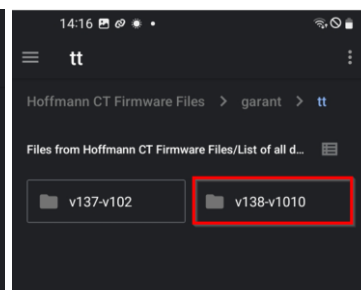 14:16
tt
Hoffmann CT Firmware Files > garant > tt
Files from Hoffmann CT Firmware Files/List of all d...
v137-v102
v138-v1010